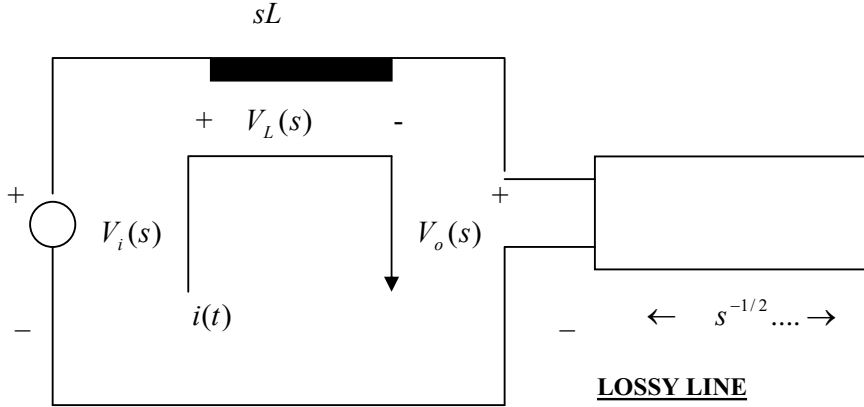 sL
+ V_L(s) -
+ V_i(s) V_o(s) +
− i(t) − ← s^{-1/2}.... →
LOSSY LINE